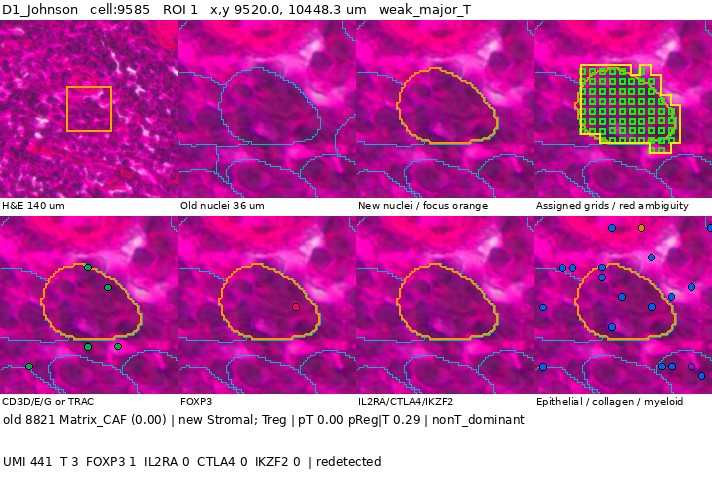 D1_Johnson   cell:9585   ROI 1   x,y 9520.0, 10448.3 um   weak_major_T
H&E 140 um
Old nuclei 36 um
New nuclei / focus orange
Assigned grids / red ambiguity
CD3D/E/G or TRAC
FOXP3
IL2RA/CTLA4/IKZF2
Epithelial / collagen / myeloid
old 8821 Matrix_CAF (0.00) | new Stromal; Treg | pT 0.00 pReg|T 0.29 | nonT_dominant
UMI 441  T 3  FOXP3 1  IL2RA 0  CTLA4 0  IKZF2 0  | redetected